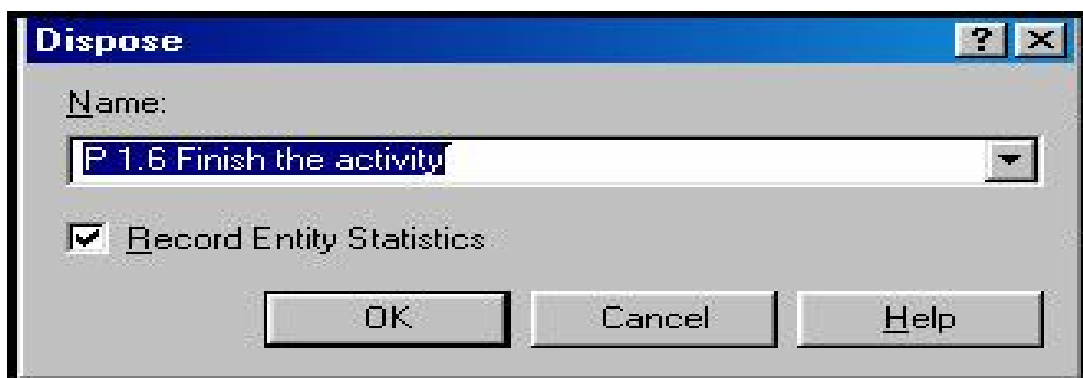 Dispose
Name:
P 1.6 Finish the activity
Record Entity Statistics
OK Cancel Help